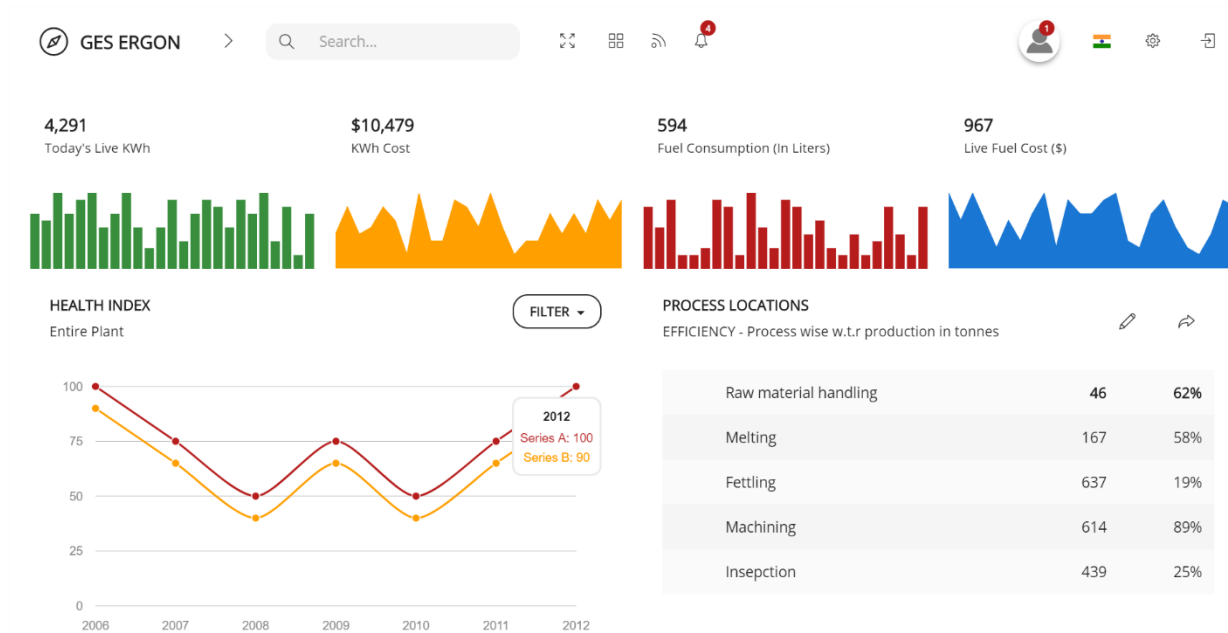 GES ERGON
Search...
4
1
4,291
Today's Live KWh
$10,479
KWh Cost
594
Fuel Consumption (In Liters)
967
Live Fuel Cost ($)
HEALTH INDEX
Entire Plant
FILTER
100
75
50
25
0
2006 2007 2008 2009 2010 2011 2012
2012
Series A: 100
Series B: 90
PROCESS LOCATIONS
EFFICIENCY - Process wise w.t.r production in tonnes
Raw material handling 46 62%
Melting 167 58%
Fettling 637 19%
Machining 614 89%
Insepction 439 25%